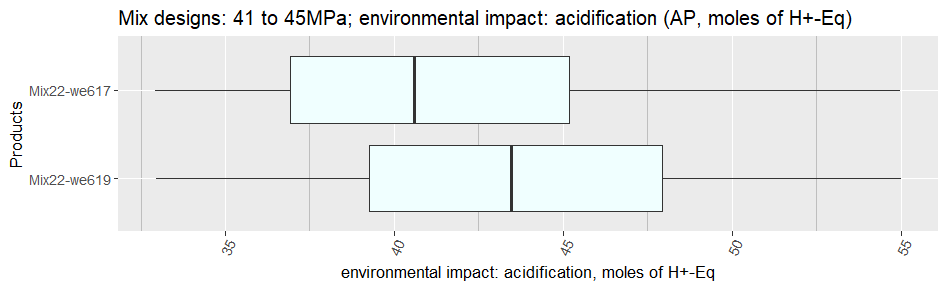 Mix designs: 41 to 45MPa; environmental impact: acidification (AP, moles of H+-Eq)
Products
Mix22-we617
Mix22-we619
35 40 45 50 55
environmental impact: acidification, moles of H+-Eq